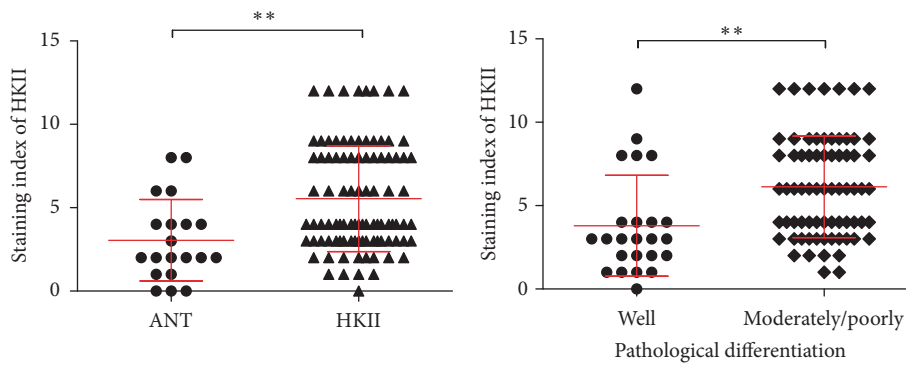 **
15
10
5
0
Staining index of HKII
ANT
HKII
**
15
10
5
0
Staining index of HKII
Well
Moderately/poorly
Pathological differentiation